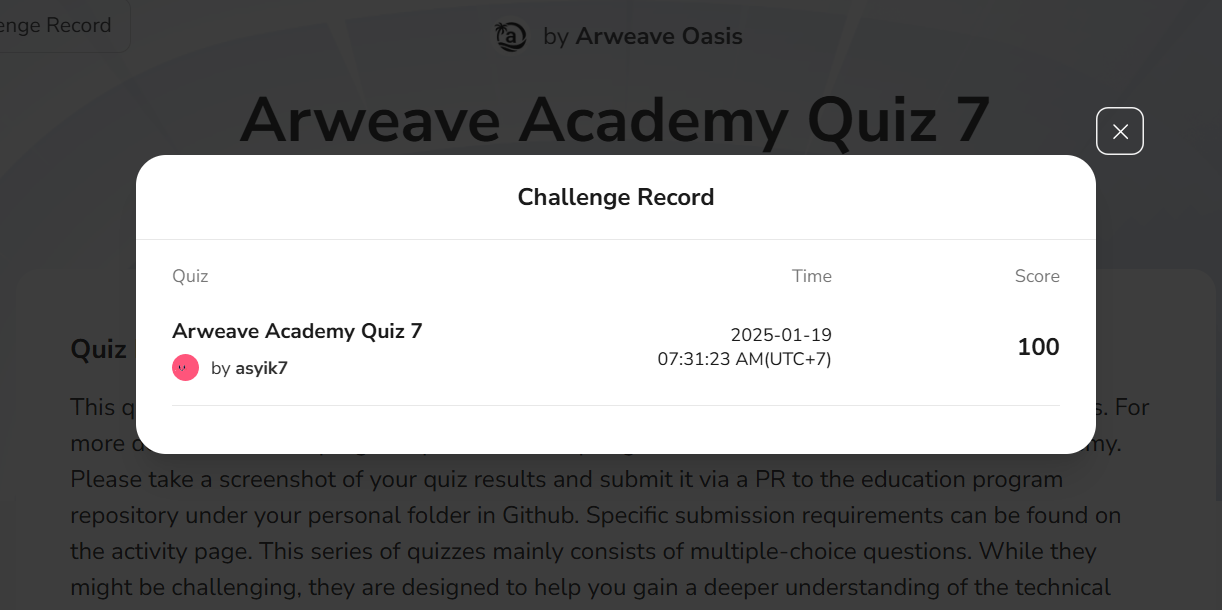 enge Record
by Arweave Oasis
Arweave Academy Quiz 7
Challenge Record
Quiz Time Score
Arweave Academy Quiz 7
by asyik7
2025-01-19
07:31:23 AM(UTC+7)
100
Quiz
This q s. For
more d my.
Please take a screenshot of your quiz results and submit it via a PR to the education program
repository under your personal folder in Github. Specific submission requirements can be found on
the activity page. This series of quizzes mainly consists of multiple-choice questions. While they
might be challenging, they are designed to help you gain a deeper understanding of the technical